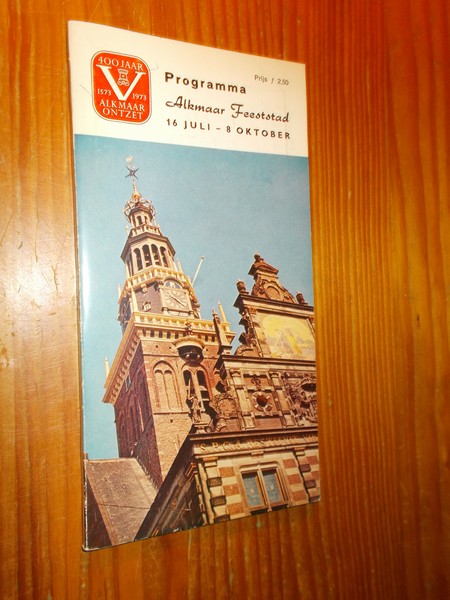 400 JAAR
V
1573 1973
ALKMAAR
ONTZET
Programma
Prijs f 2,50
Alkmaar Feeststad
16 JULI – 8 OKTOBER